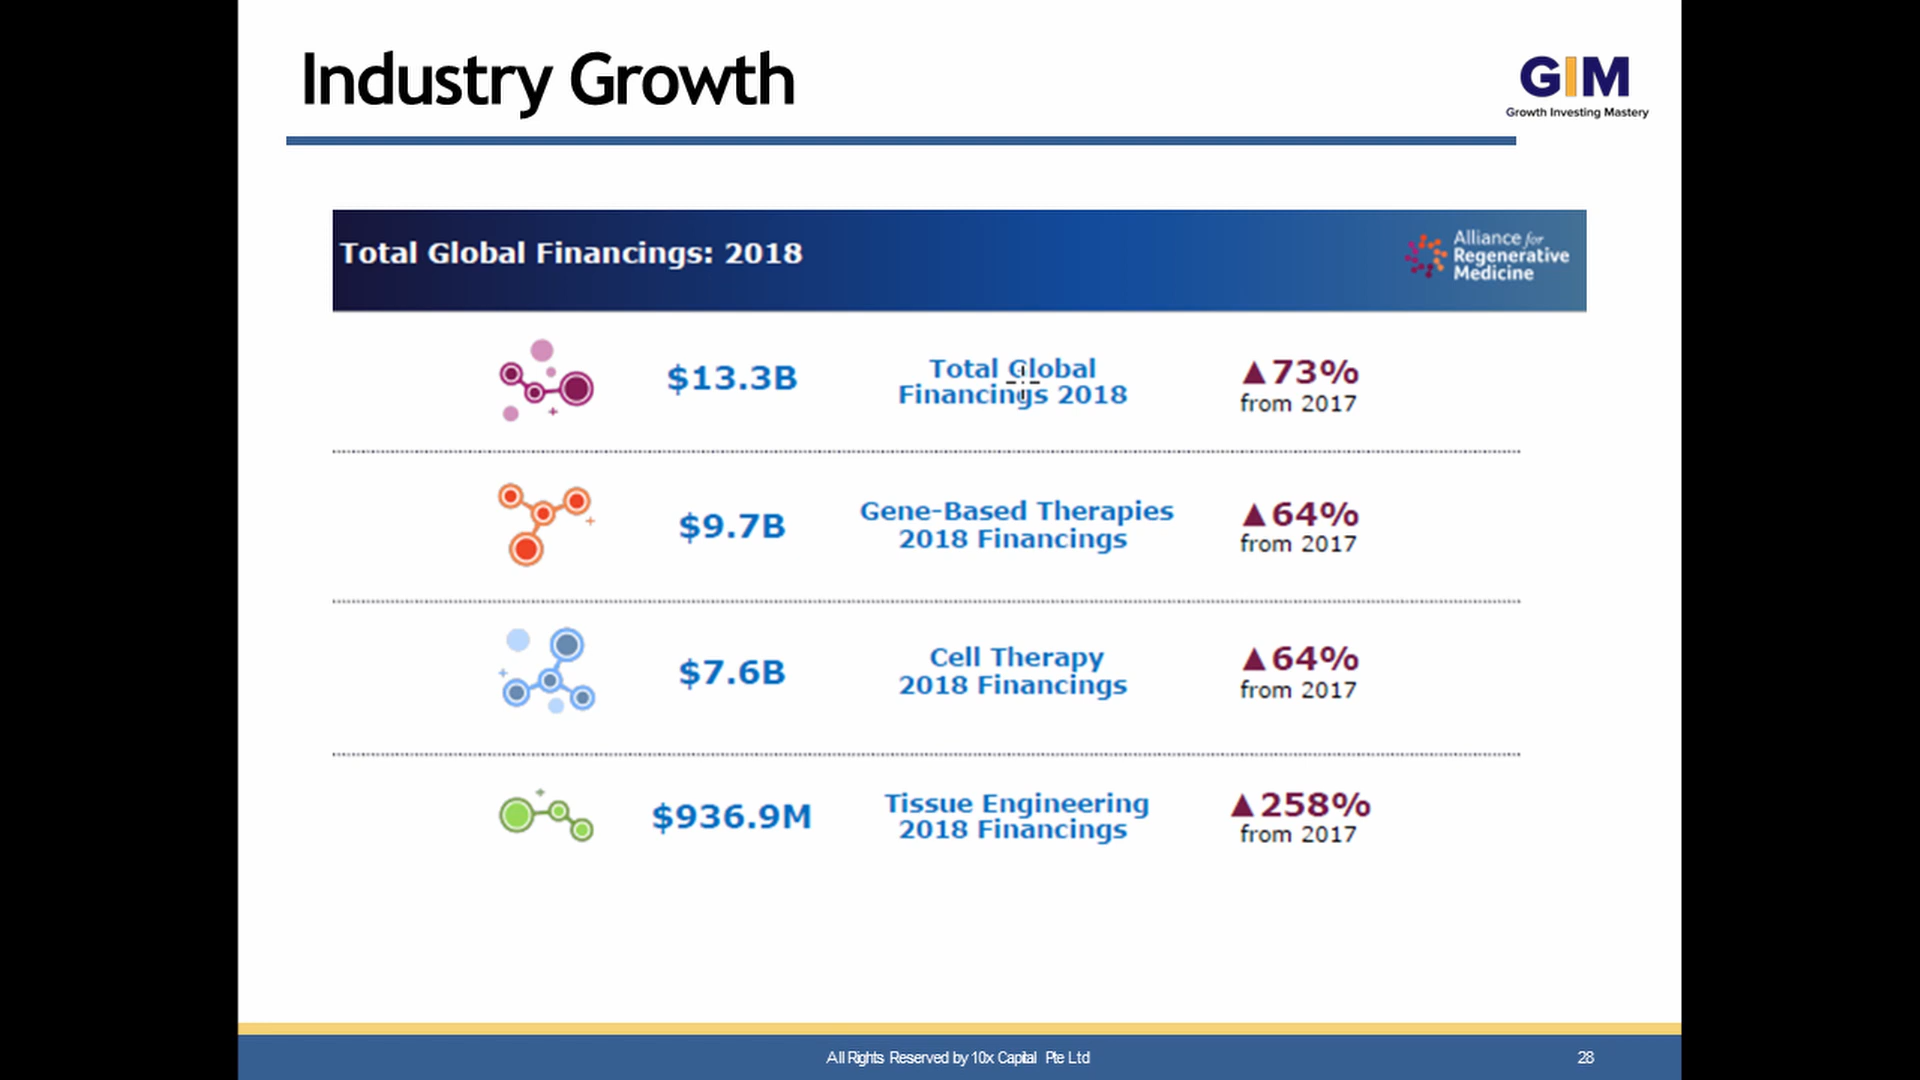 Industry Growth
GIM
Growth Investing Mastery
Total Global Financings: 2018
Alliance for
Regenerative
Medicine
$13.3B
Total Global
Financings 2018
▲73%
from 2017
$9.7B
Gene-Based Therapies
2018 Financings
▲64%
from 2017
$7.6B
Cell Therapy
2018 Financings
▲64%
from 2017
$936.9M
Tissue Engineering
2018 Financings
▲258%
from 2017
All Rights Reserved by 10x Capital Pte Ltd
28